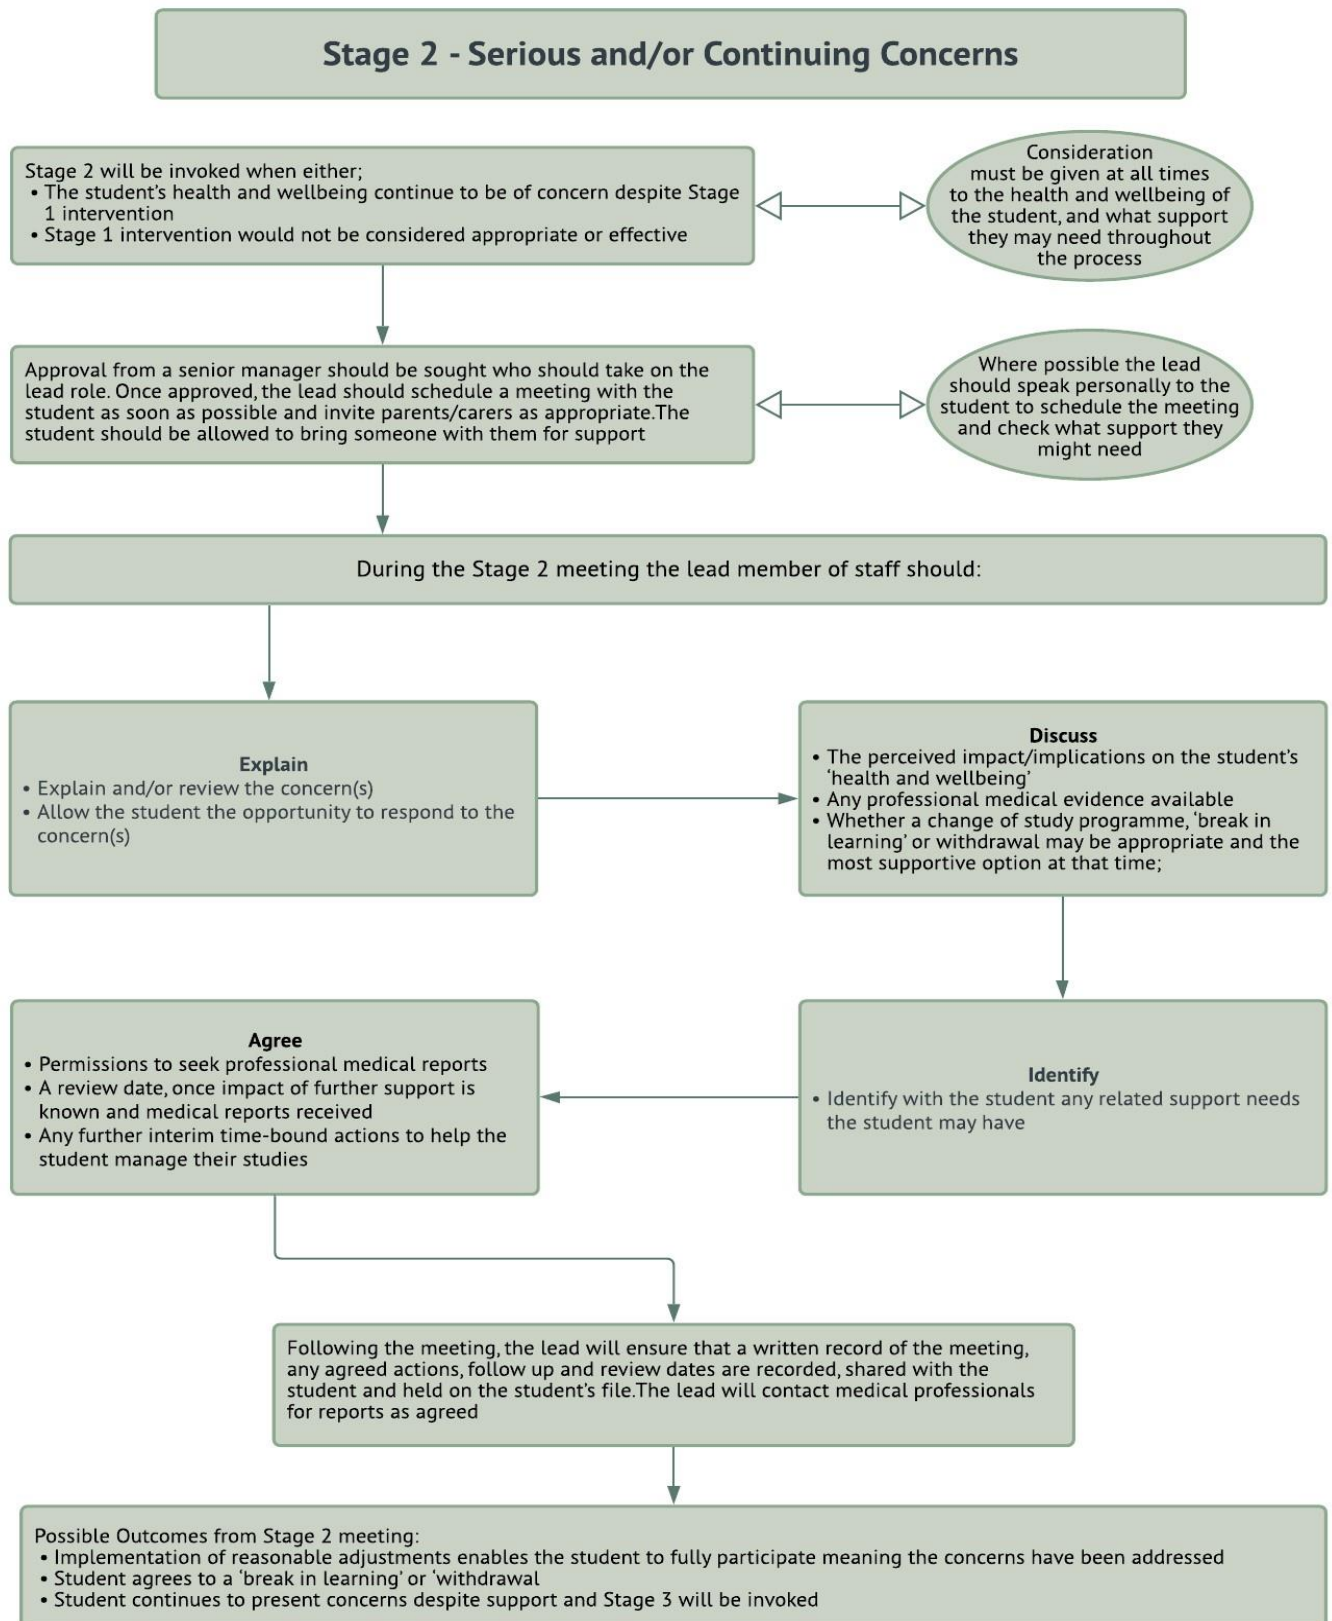 Stage 2 - Serious and/or Continuing Concerns
Stage 2 will be invoked when either;
• The student's health and wellbeing continue to be of concern despite Stage
1 intervention
• Stage 1 intervention would not be considered appropriate or effective
Consideration
must be given at all times
to the health and wellbeing of
the student, and what support
they may need throughout
the process
Approval from a senior manager should be sought who should take on the
lead role. Once approved, the lead should schedule a meeting with the
student as soon as possible and invite parents/carers as appropriate.The
student should be allowed to bring someone with them for support
Where possible the lead
should speak personally to the
student to schedule the meeting
and check what support they
might need
During the Stage 2 meeting the lead member of staff should:
Explain
• Explain and/or review the concern(s)
• Allow the student the opportunity to respond to the
concern(s)
Discuss
• The perceived impact/implications on the student's
‘health and wellbeing’
• Any professional medical evidence available
• Whether a change of study programme, ‘break in
learning’ or withdrawal may be appropriate and the
most supportive option at that time;
Identify
• Identify with the student any related support needs
the student may have
Agree
• Permissions to seek professional medical reports
• A review date, once impact of further support is
known and medical reports received
• Any further interim time-bound actions to help the
student manage their studies
Following the meeting, the lead will ensure that a written record of the meeting,
any agreed actions, follow up and review dates are recorded, shared with the
student and held on the student's file.The lead will contact medical professionals
for reports as agreed
Possible Outcomes from Stage 2 meeting:
• Implementation of reasonable adjustments enables the student to fully participate meaning the concerns have been addressed
• Student agrees to a ‘break in learning’ or ‘withdrawal
• Student continues to present concerns despite support and Stage 3 will be invoked